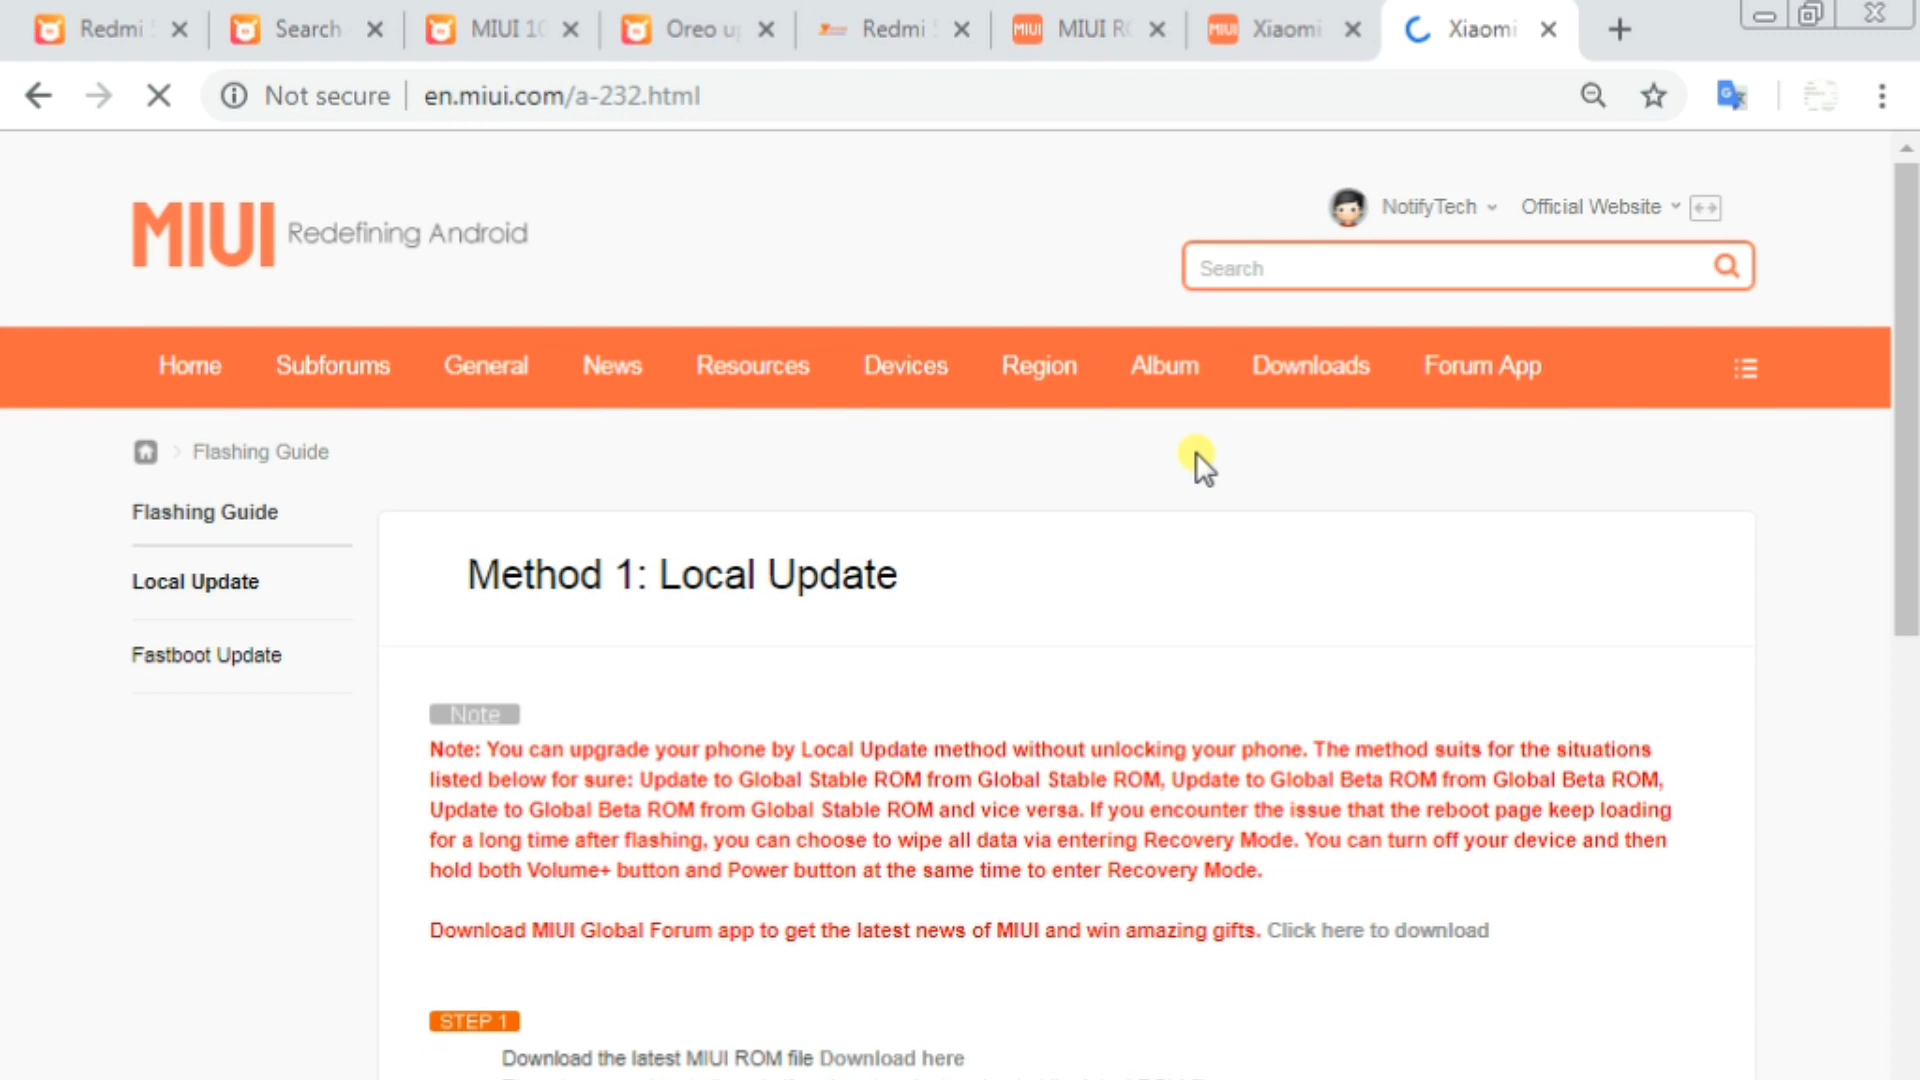 Redmi
Search
MIUI 10
Oreo u
Redmi
MIUI R
Xiaomi
Xiaomi
Not secure
en.miui.com/a-232.html
MIUI Redefining Android
NotifyTech
Official Website
Search
Home
Subforums
General
News
Resources
Devices
Region
Album
Downloads
Forum App
Flashing Guide
Flashing Guide
Local Update
Fastboot Update
Method 1: Local Update
Note
Note: You can upgrade your phone by Local Update method without unlocking your phone. The method suits for the situations
listed below for sure: Update to Global Stable ROM from Global Stable ROM, Update to Global Beta ROM from Global Beta ROM,
Update to Global Beta ROM from Global Stable ROM and vice versa. If you encounter the issue that the reboot page keep loading
for a long time after flashing, you can choose to wipe all data via entering Recovery Mode. You can turn off your device and then
hold both Volume+ button and Power button at the same time to enter Recovery Mode.
Download MIUI Global Forum app to get the latest news of MIUI and win amazing gifts. Click here to download
STEP 1
Download the latest MIUI ROM file Download here